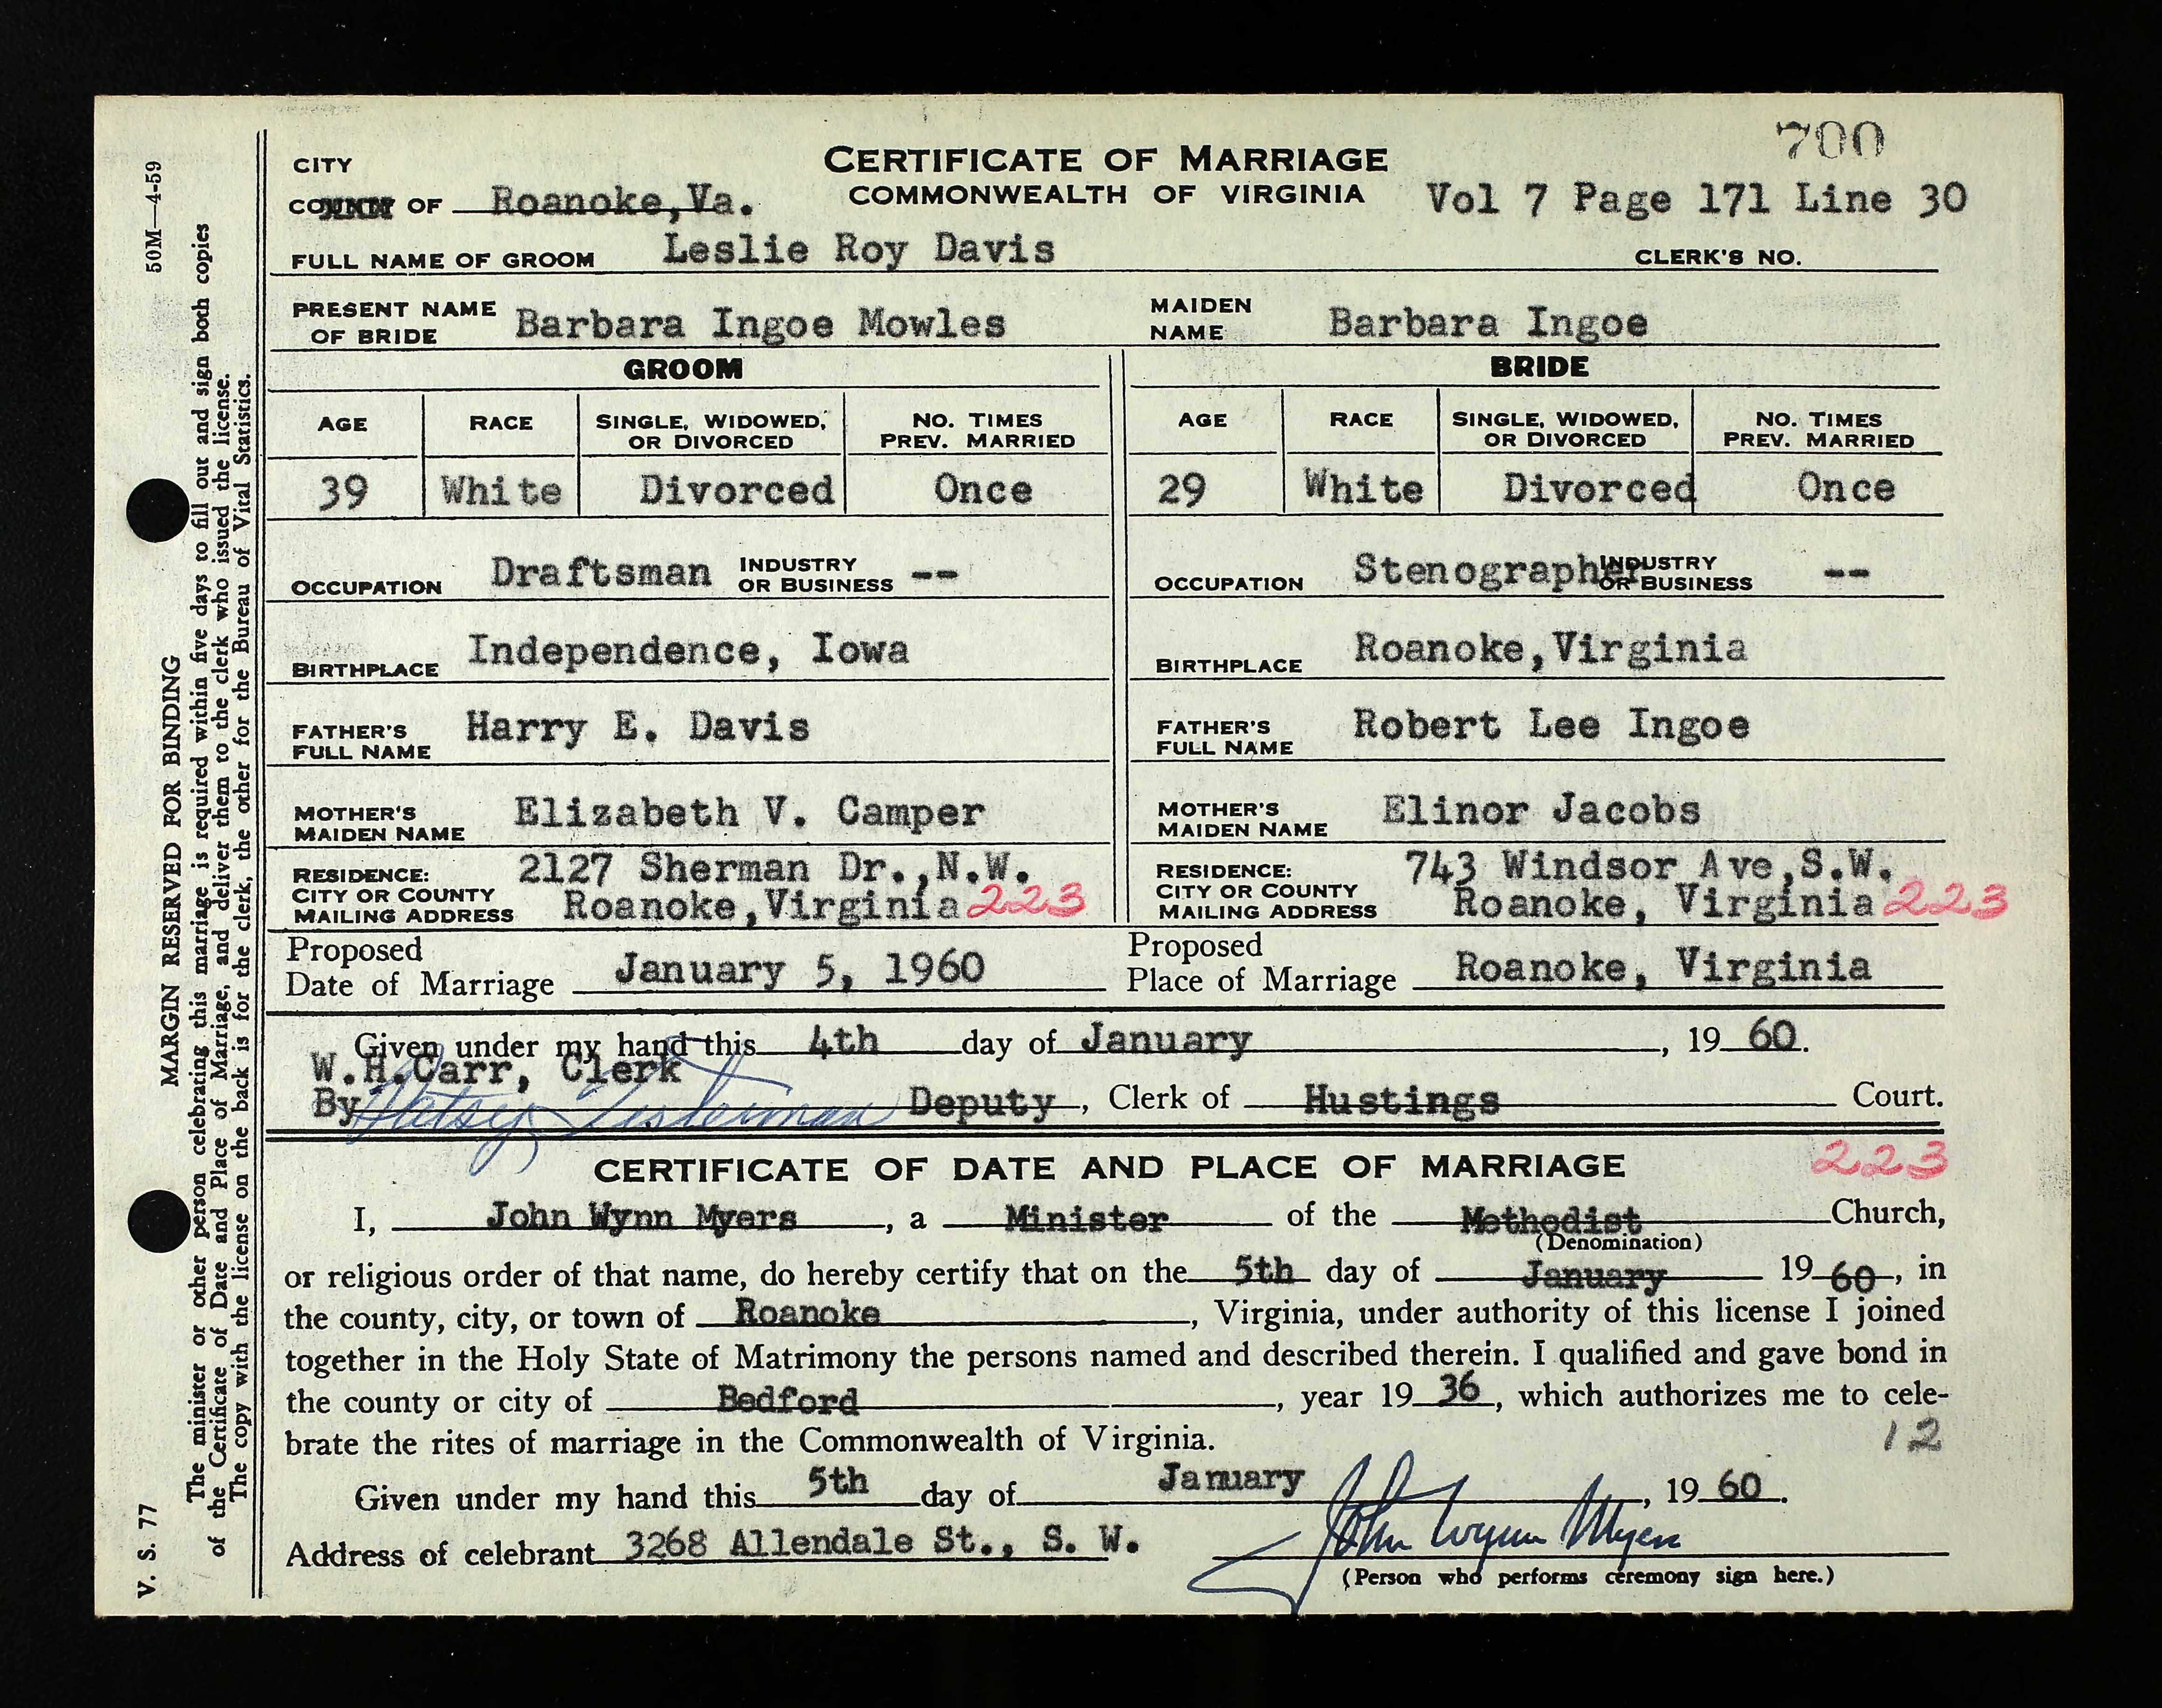 700
CITY
COUNTY OF Roanoke,Va.
CERTIFICATE OF MARRIAGE
COMMONWEALTH OF VIRGINIA
Vol 7 Page 171 Line 30
FULL NAME OF GROOM Leslie Roy Davis CLERK'S NO.
PRESENT NAME OF BRIDE Barbara Ingoe Mowles MAIDEN NAME Barbara Ingoe
GROOM BRIDE
AGE RACE SINGLE, WIDOWED, OR DIVORCED NO. TIMES PREV. MARRIED AGE RACE SINGLE, WIDOWED, OR DIVORCED NO. TIMES PREV. MARRIED
39 White Divorced Once 29 White Divorced Once
OCCUPATION Draftsman INDUSTRY OR BUSINESS -- OCCUPATION Stenographer INDUSTRY OR BUSINESS --
BIRTHPLACE Independence, Iowa BIRTHPLACE Roanoke,Virginia
FATHER'S FULL NAME Harry E. Davis FATHER'S FULL NAME Robert Lee Ingoe
MOTHER'S MAIDEN NAME Elizabeth V. Camper MOTHER'S MAIDEN NAME Elinor Jacobs
RESIDENCE: CITY OR COUNTY MAILING ADDRESS 2127 Sherman Dr.,N.W. Roanoke,Virginia 223 RESIDENCE: CITY OR COUNTY MAILING ADDRESS 743 Windsor Ave,S.W. Roanoke, Virginia 223
Proposed Date of Marriage January 5, 1960 Proposed Place of Marriage Roanoke, Virginia
Given under my hand this 4th day of January, 19 60.
W.H.Carr, Clerk
By Patsy Testerman Deputy, Clerk of Hustings Court.
CERTIFICATE OF DATE AND PLACE OF MARRIAGE 223
I, John Wynn Myers, a Minister of the Methodist Church,
(Denomination)
or religious order of that name, do hereby certify that on the 5th day of January 19 60, in
the county, city, or town of Roanoke, Virginia, under authority of this license I joined
together in the Holy State of Matrimony the persons named and described therein. I qualified and gave bond in
the county or city of Bedford, year 19 36, which authorizes me to cele-
brate the rites of marriage in the Commonwealth of Virginia.
12
Given under my hand this 5th day of January, 19 60.
Address of celebrant 3268 Allendale St., S. W. John Wynn Myers
(Person who performs ceremony sign here.)
V. S. 77 MARGIN RESERVED FOR BINDING 50M—4-59
The minister or other person celebrating this marriage is required within five days to fill out and sign both copies
of the Certificate of Date and Place of Marriage, and deliver them to the clerk who issued the license.
The copy with the license on the back is for the clerk, the other for the Bureau of Vital Statistics.